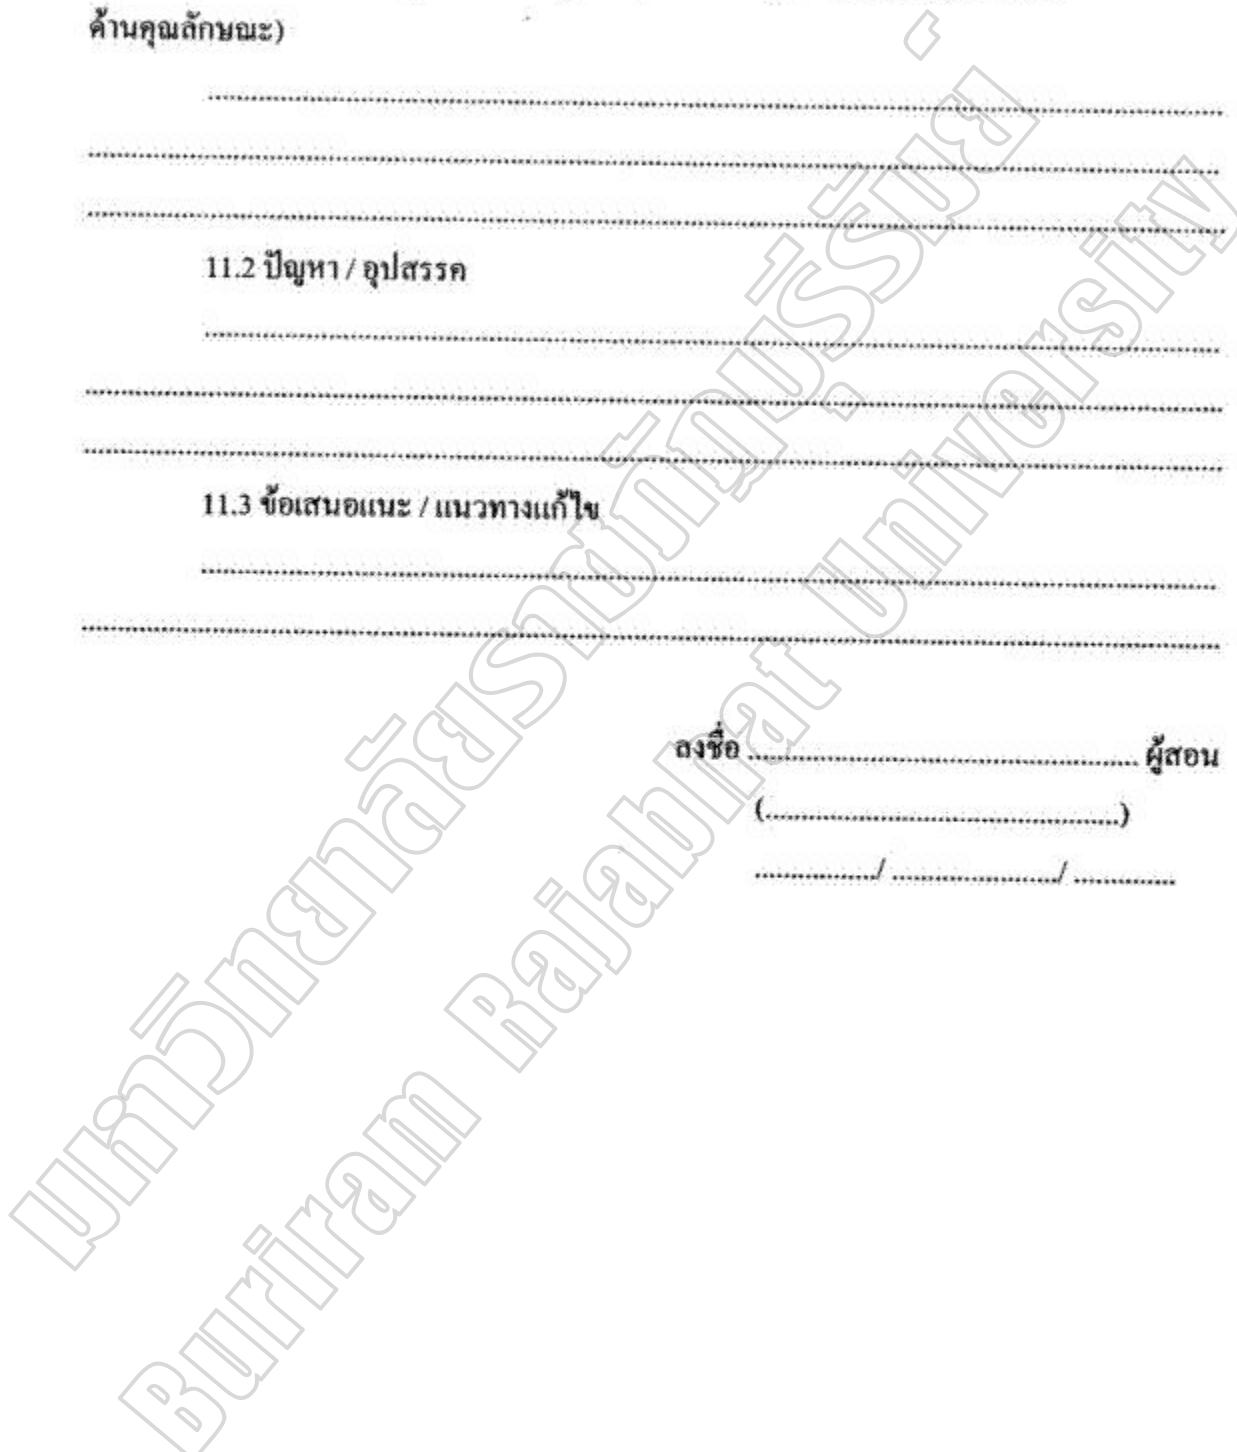 ด้านคุณลักษณะ)
........................................................................
........................................................................
........................................................................
11.2 ปัญหา / อุปสรรค
........................................................................
........................................................................
........................................................................
11.3 ข้อเสนอแนะ / แนวทางแก้ไข
........................................................................
........................................................................
ลงชื่อ ........................................ ผู้สอน
(........................................)
............../ ..................../ ............
มหาวิทยาลัยราชภัฏบุรีรัมย์
Buriram Rajabhat University